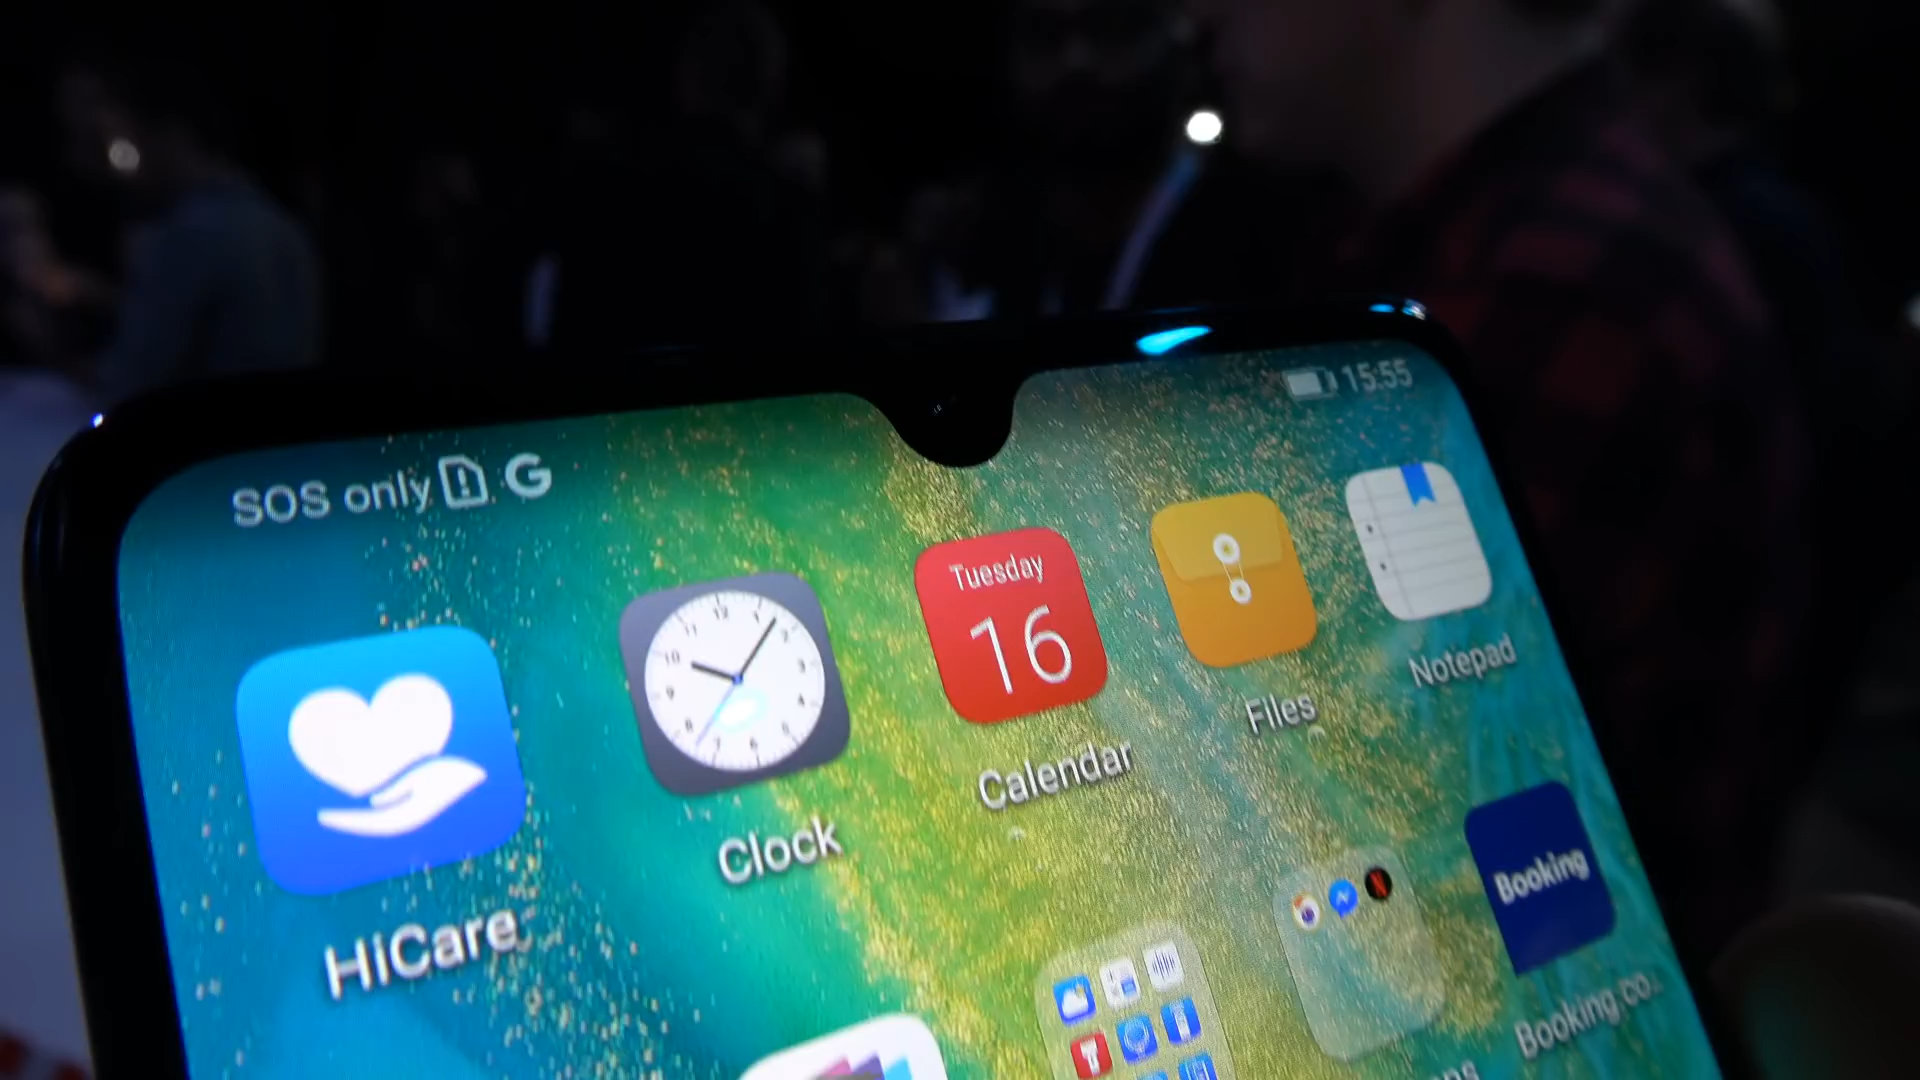 SOS only G
15:55
Tuesday
16
HiCare
Clock
Calendar
Files
Notepad
Booking
Booking.co..